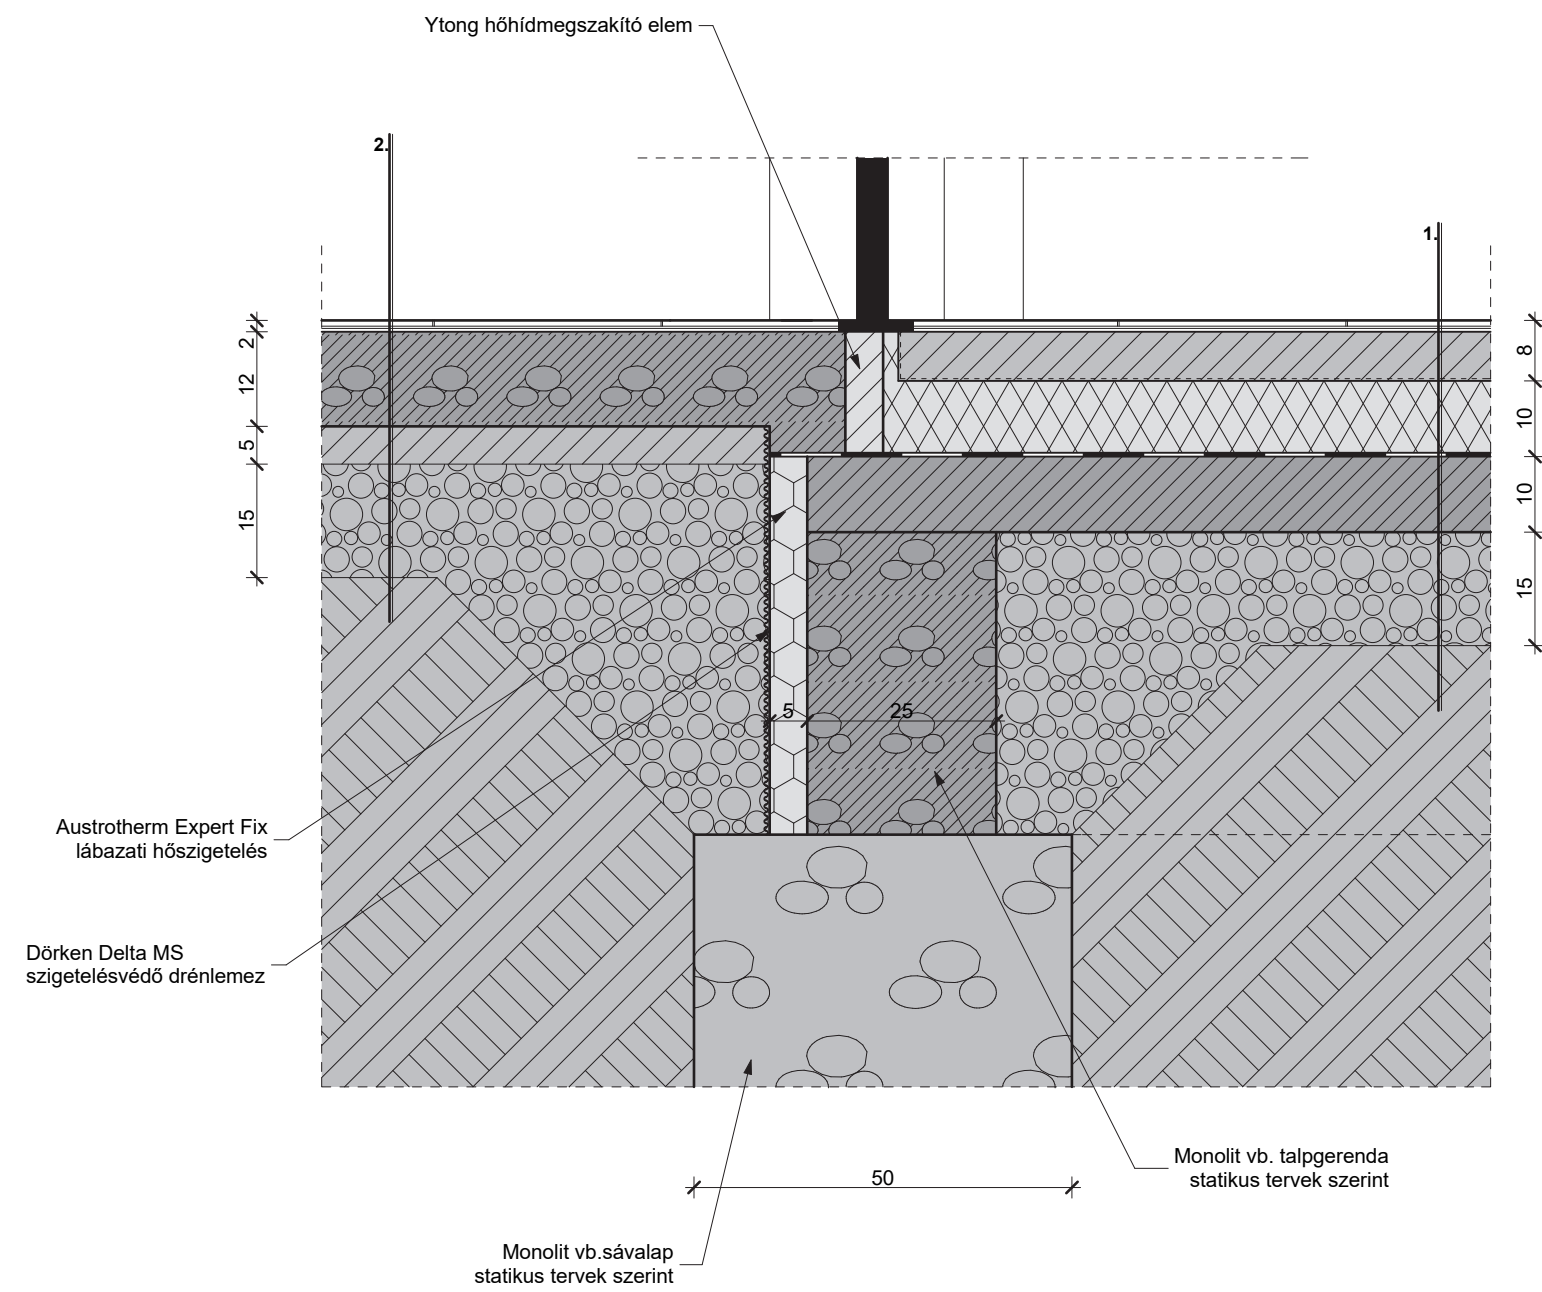 Ytong hőhídmegszakító elem
2.
1.
2
12
5
15
8
10
10
15
5
25
Austrotherm Expert Fix
lábazati hőszigetelés
Dörken Delta MS
szigetelésvédő drénlemez
Monolit vb. talpgerenda
statikus tervek szerint
50
Monolit vb.sávalap
statikus tervek szerint